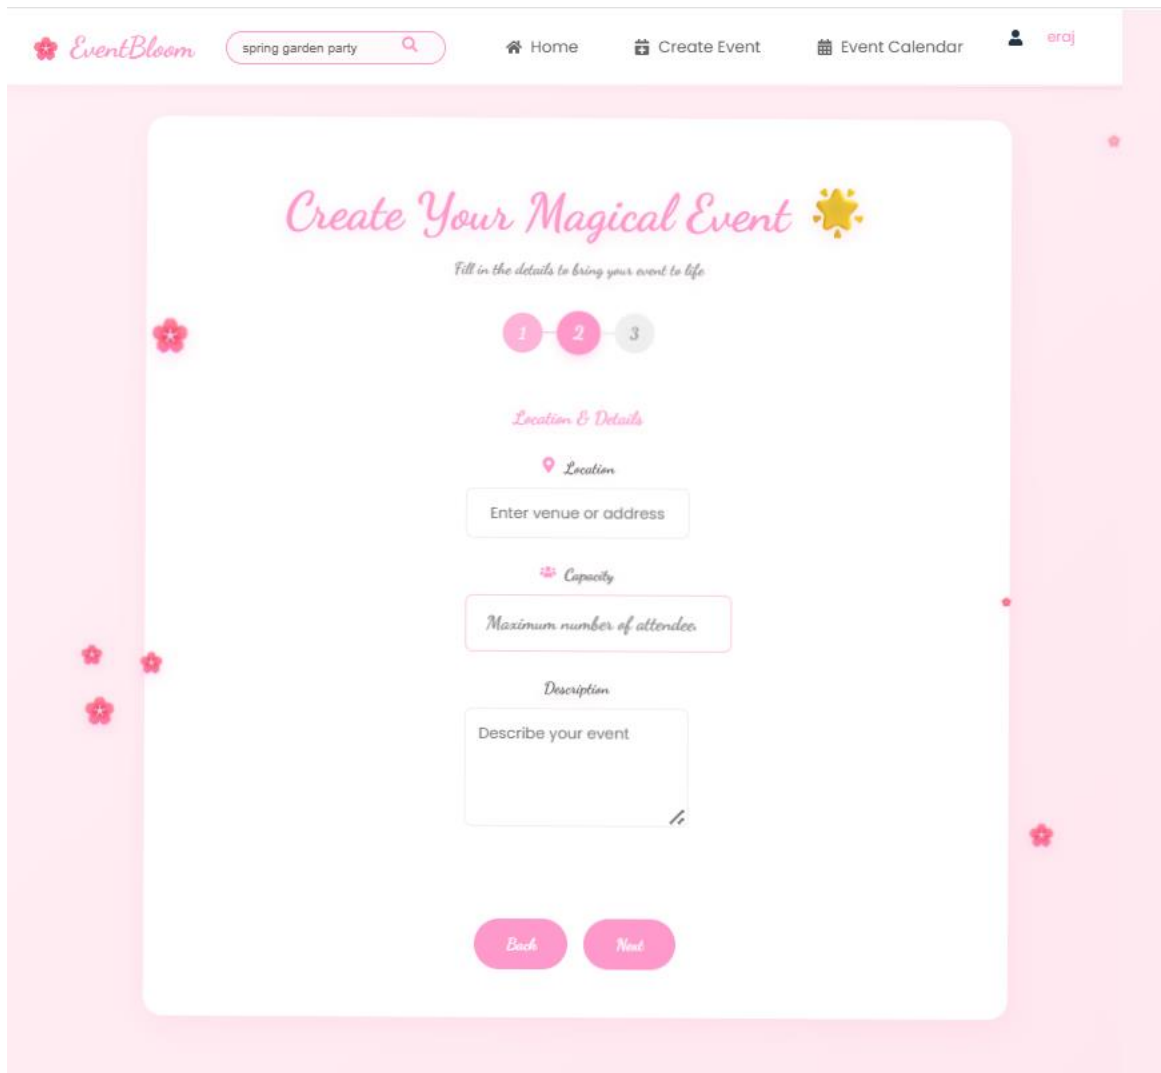 EventBloom
spring garden party
Home
Create Event
Event Calendar
eraj
Create Your Magical Event
Fill in the details to bring your event to life
1
2
3
Location & Details
Location
Enter venue or address
Capacity
Maximum number of attendee
Description
Describe your event
Back
Next